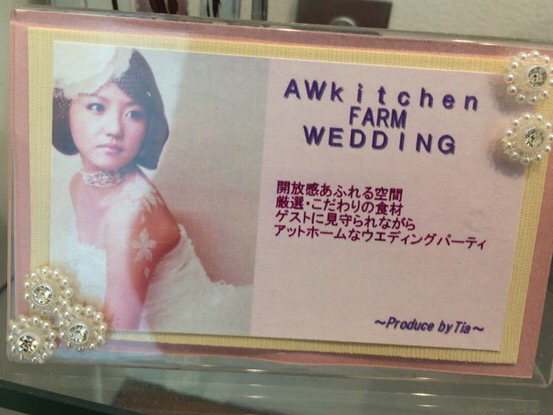 AWkitchen
FARM
WEDDING
開放感あふれる空間
厳選・こだわりの食材
ゲストに見守られながら
アットホームなウエディングパーティ
～Produce by Tia～